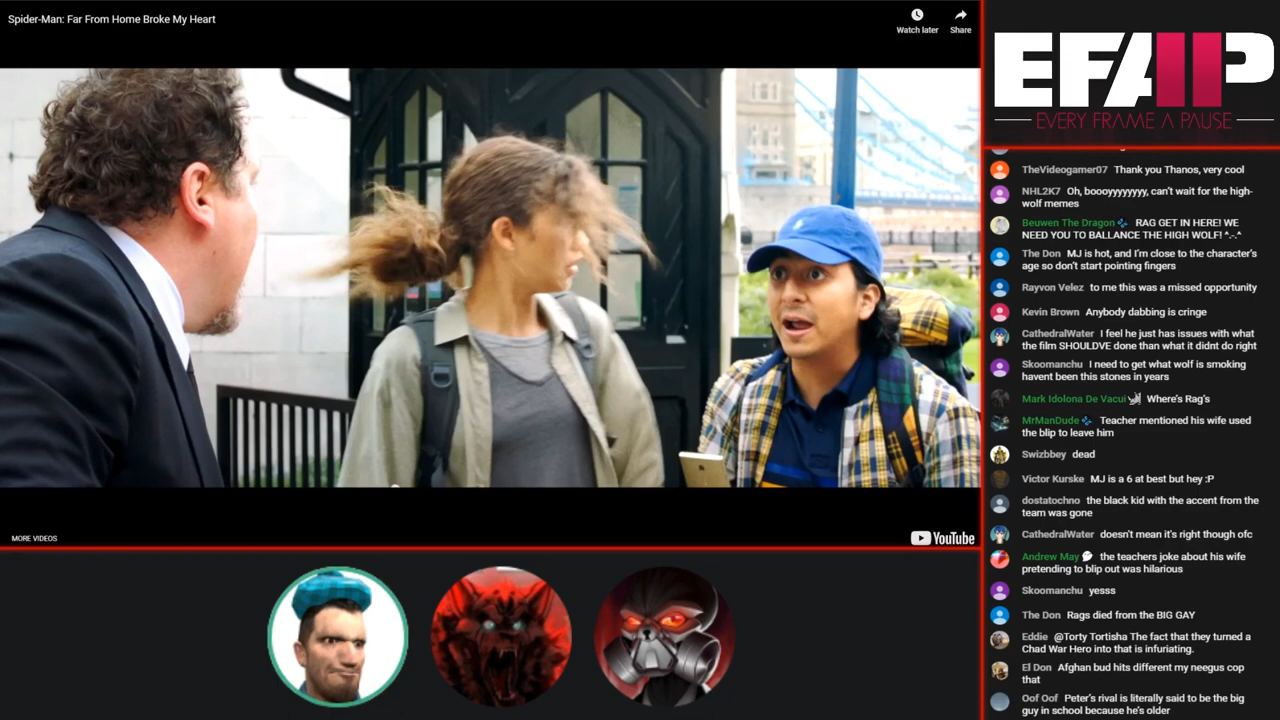 Spider-Man: Far From Home Broke My Heart
Watch later
Share
MORE VIDEOS
YouTube
EFAP
EVERY FRAME A PAUSE
TheVideogamer07 Thank you Thanos, very cool
NHL2K7 Oh, boooyyyyyyy, can't wait for the high-
wolf memes
Beuwen The Dragon RAG GET IN HERE! WE
NEED YOU TO BALLANCE THE HIGH WOLF! ^.-.^
The Don MJ is hot, and I'm close to the character's
age so don't start pointing fingers
Rayvon Velez to me this was a missed opportunity
Kevin Brown Anybody dabbing is cringe
CathedralWater I feel he just has issues with what
the film SHOULDVE done than what it didnt do right
Skoomanchu I need to get what wolf is smoking
havent been this stones in years
Mark Idolona De Vacui Where's Rag's
MrManDude Teacher mentioned his wife used
the blip to leave him
Swizbbey dead
Victor Kurske MJ is a 6 at best but hey :P
dostatochno the black kid with the accent from the
team was gone
CathedralWater doesn't mean it's right though ofc
Andrew May the teachers joke about his wife
pretending to blip out was hilarious
Skoomanchu yesss
The Don Rags died from the BIG GAY
Eddie @Torty Tortisha The fact that they turned a
Chad War Hero into that is infuriating.
El Don Afghan bud hits different my neegus cop
that
Oof Oof Peter's rival is literally said to be the big
guy in school because he's older